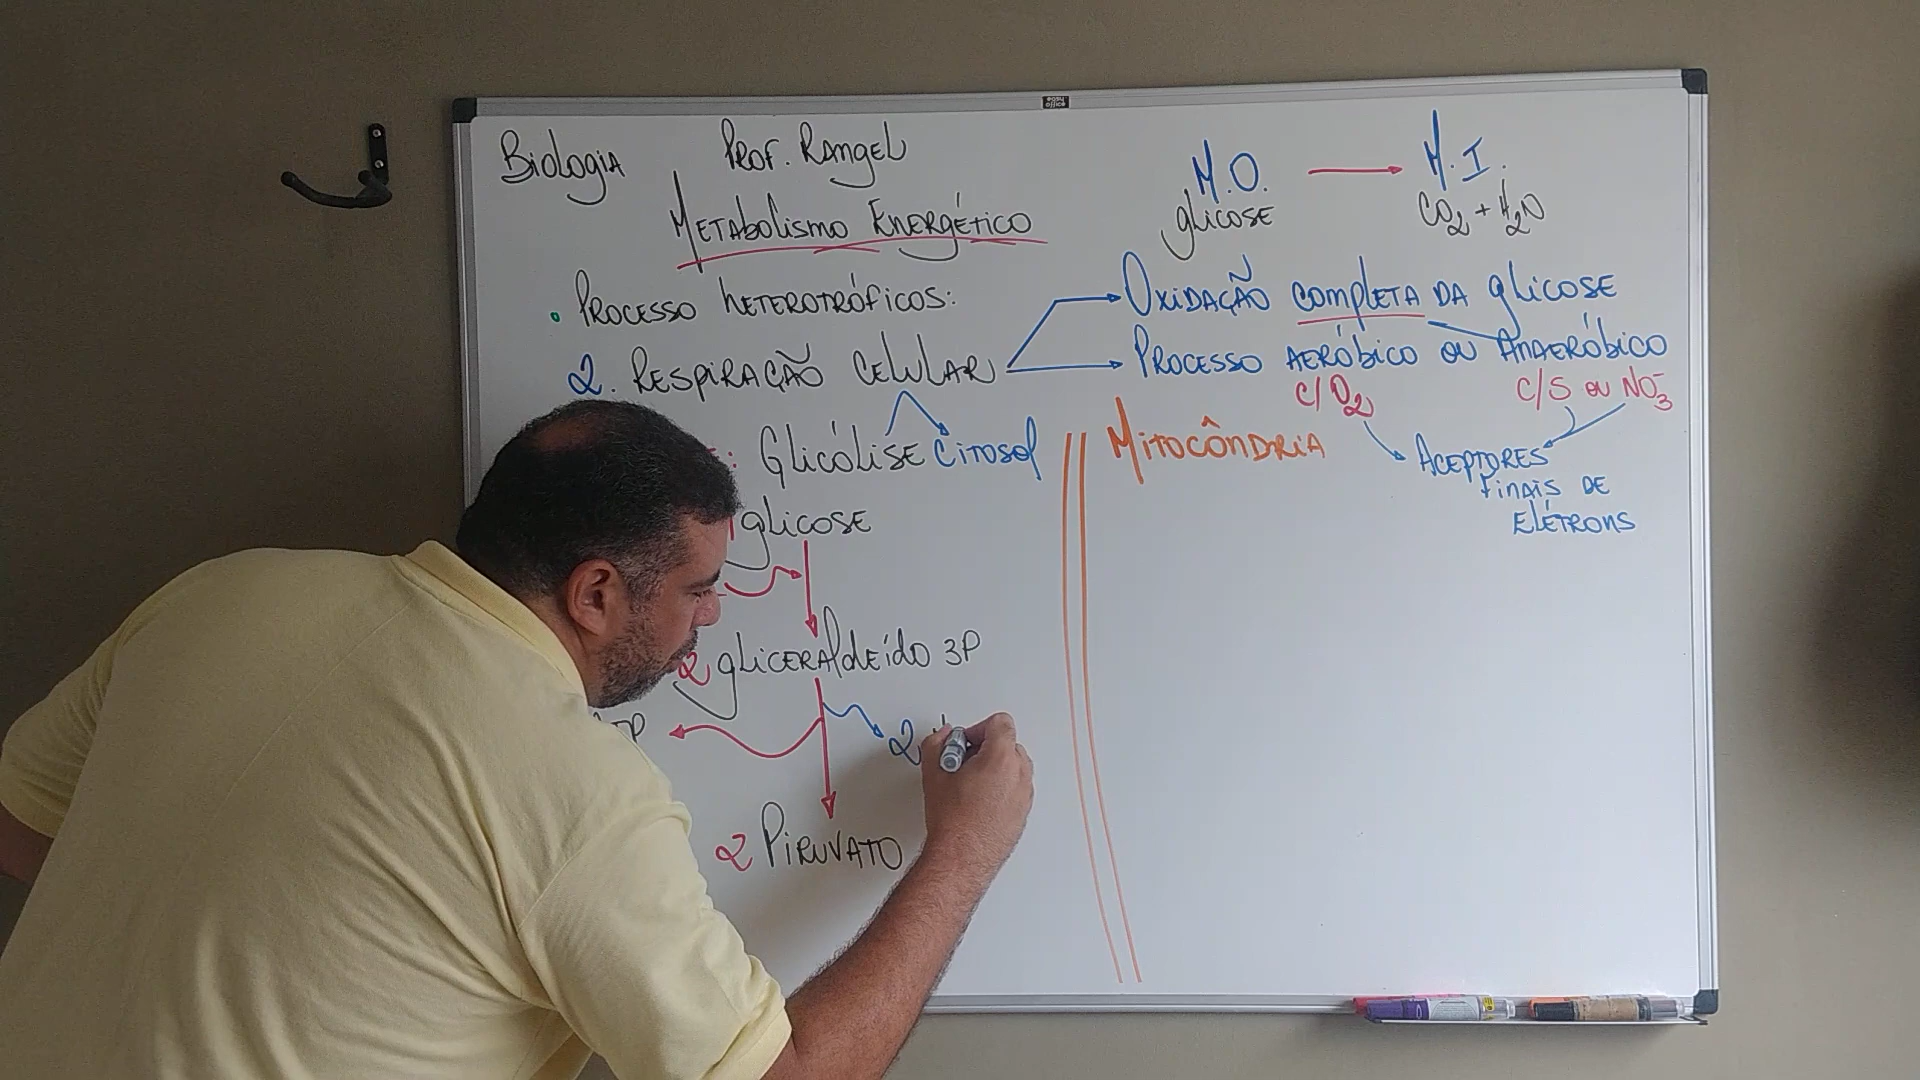 Biologia Prof. Rangel
Metabolismo Energético
M.O. → M.I.
glicose CO2 + H2O
• Processo heterotróficos:
2. Respiração Celular
Oxidação completa da glicose
Processo aeróbico ou Anaeróbico
c/O2 c/S ou NO3-
Aceptores
finais de
elétrons
Glicólise Citosol
Mitocôndria
glicose
2 gliceraldeído 3P
2
2 Piruvato